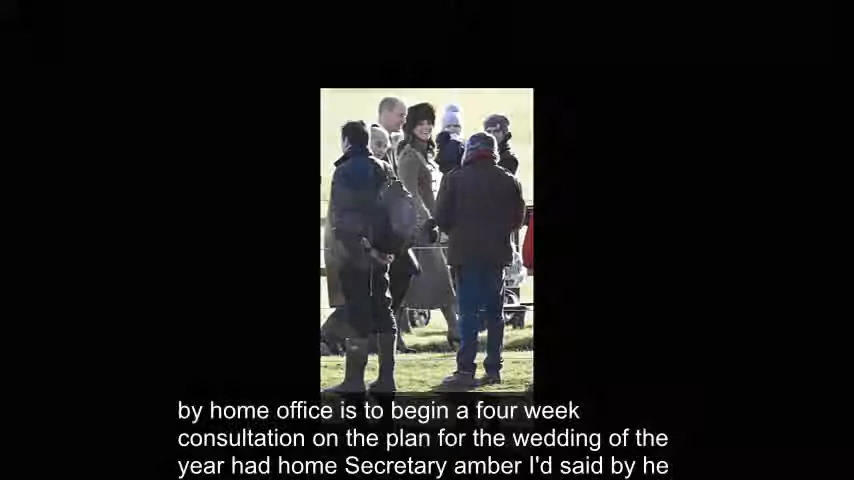 by home office is to begin a four week
consultation on the plan for the wedding of the
year had home Secretary amber I'd said by he